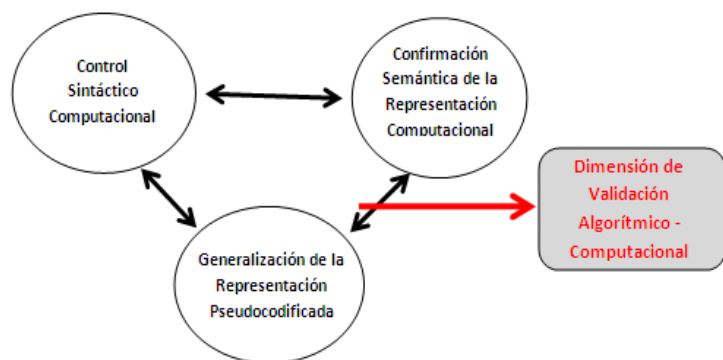 Control
Sintáctico
Computacional
Confirmación
Semántica de la
Representación
Computacional
Dimensión de
Validación
Algorítmico -
Computacional
Generalización de la
Representación
Pseudocodificada